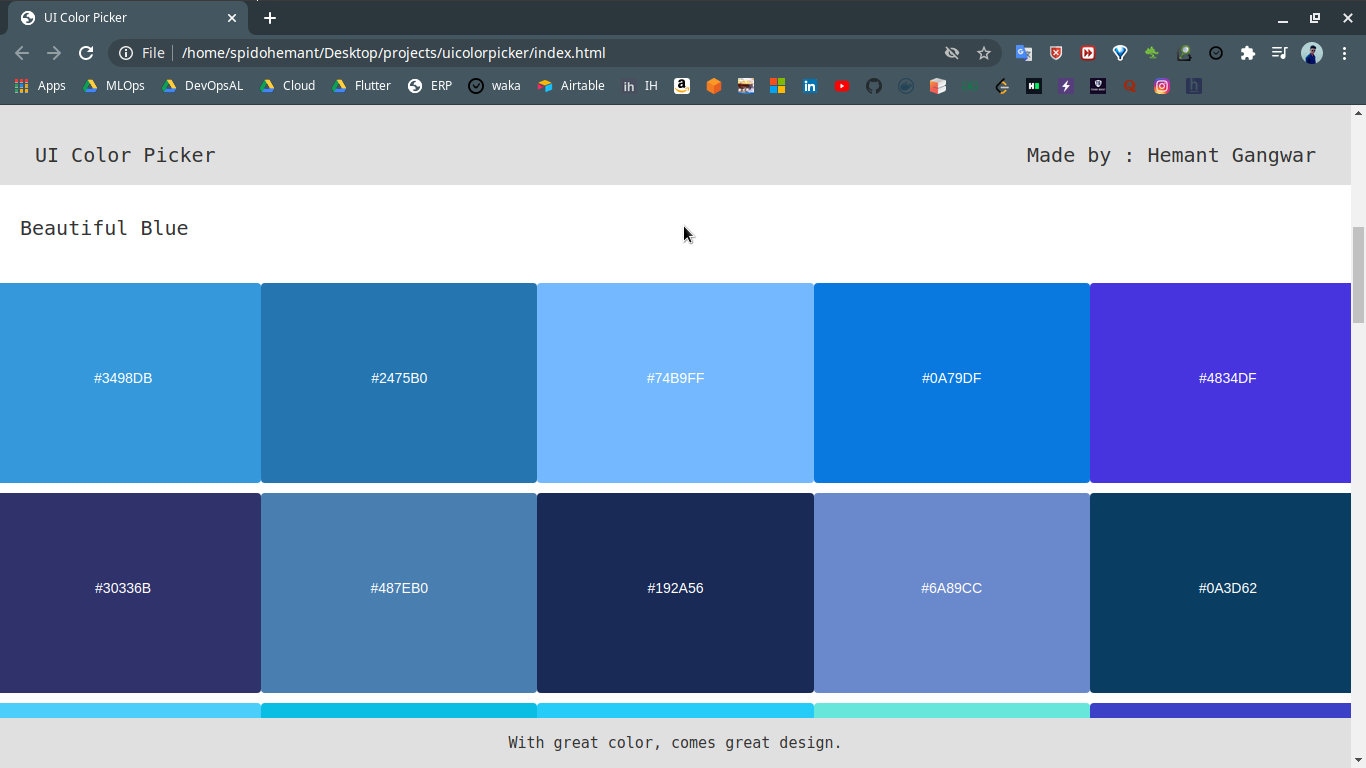 UI Color Picker
File
/home/spidohemant/Desktop/projects/uicolorpicker/index.html
Apps MLOps DevOpsAL Cloud Flutter ERP waka Airtable IH IH
UI Color Picker
Made by : Hemant Gangwar
Beautiful Blue
#3498DB #2475B0 #74B9FF #0A79DF #4834DF
#30336B #487EB0 #192A56 #6A89CC #0A3D62
With great color, comes great design.